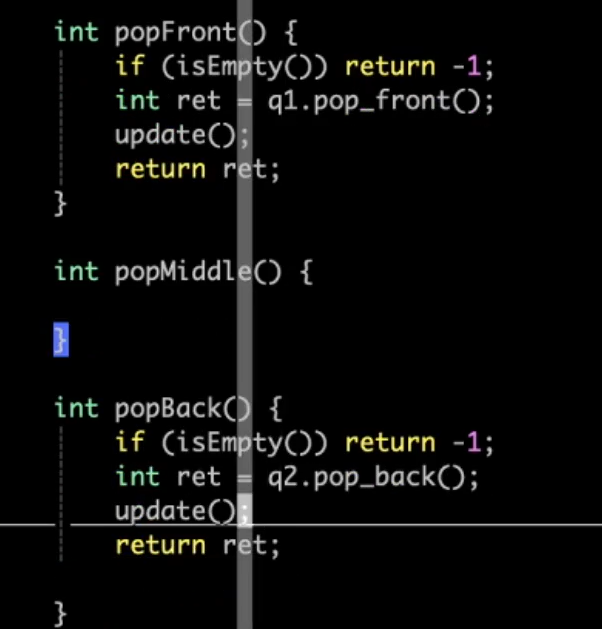 int popFront() {
if (isEmpty()) return -1;
int ret = q1.pop_front();
update();
return ret;
}
int popMiddle() {
}
int popBack() {
if (isEmpty()) return -1;
int ret = q2.pop_back();
update();
return ret;
}